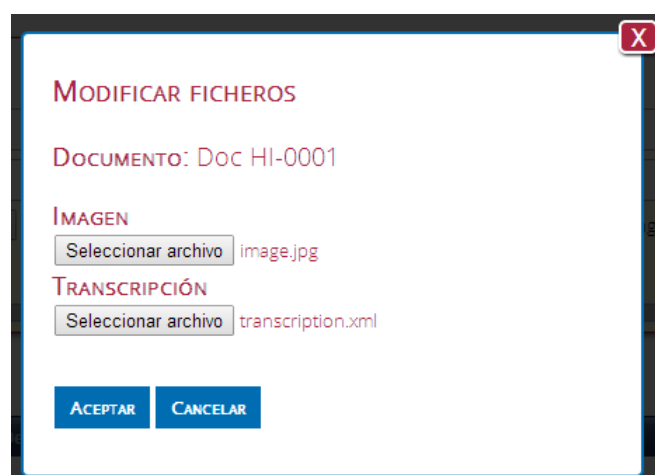 X
Modificar ficheros
Documento: Doc HI-0001
Imagen
Seleccionar archivo image.jpg
Transcripción
Seleccionar archivo transcription.xml
Aceptar Cancelar